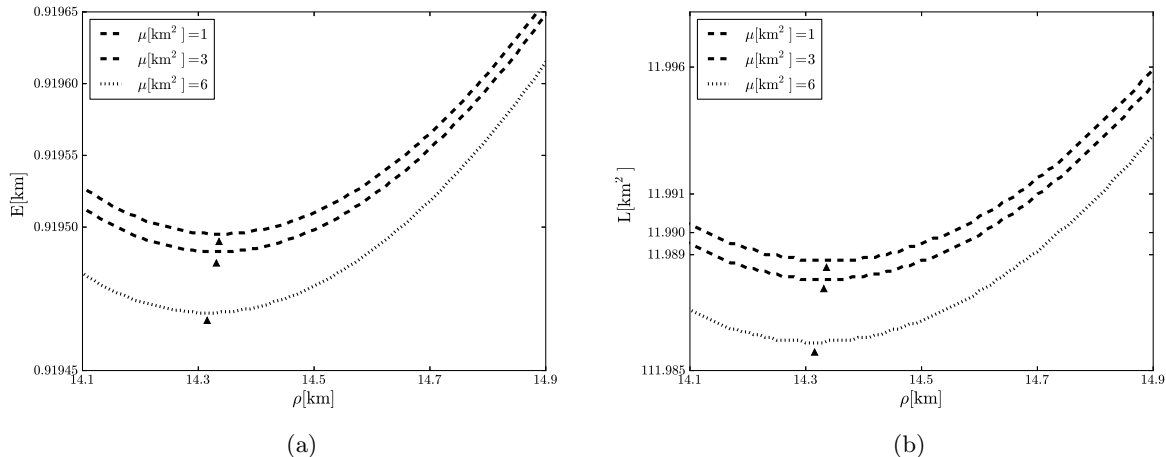 0.91965
0.91960
0.91955
0.91950
0.91945
E[km]
μ[km² ] =1
μ[km² ] =3
μ[km² ] =6
14.1 14.3 14.5 14.7 14.9
ρ[km]
(a)
11.996
11.991
11.990
11.989
111.985
L[km² ]
μ[km² ] =1
μ[km² ] =3
μ[km² ] =6
14.1 14.3 14.5 14.7 14.9
ρ[km]
(b)